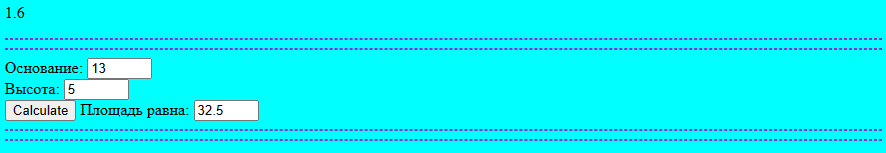 1.6
Основание: 13
Высота: 5
Calculate Площадь равна: 32.5